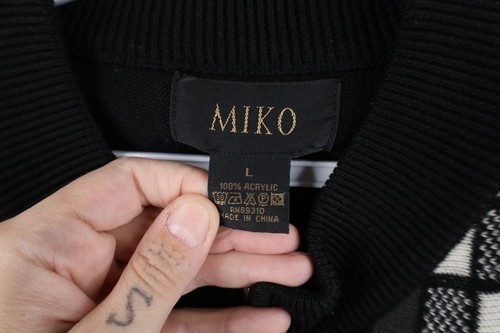 MIKO
L
100% ACRYLIC
RN89310
MADE IN CHINA